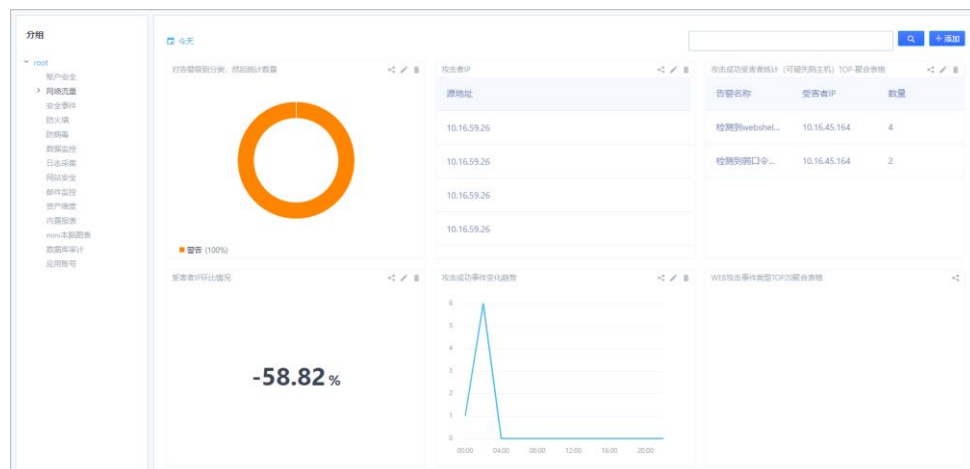 分组
root
账户安全
网络流量
安全事件
防火墙
防病毒
数据监控
日志采集
网站安全
邮件监控
资产维度
内置报表
mini本脑图表
数据库审计
应用账号
今天
+ 添加
对告警级别分类，然后统计数量
警告 (100%)
攻击者IP
源地址
10.16.59.26
10.16.59.26
10.16.59.26
10.16.59.26
攻击成功受害者统计（可疑失陷主机）TOP-聚合表格
告警名称 受害者IP 数量
检测到webshel... 10.16.45.164 4
检测到弱口令... 10.16.45.164 2
受害者IP环比情况
-58.82 %
攻击成功事件变化趋势
6
5
4
3
2
1
0
00:00 04:00 08:00 12:00 16:00 20:00
WEB攻击事件类型TOP20聚合表格